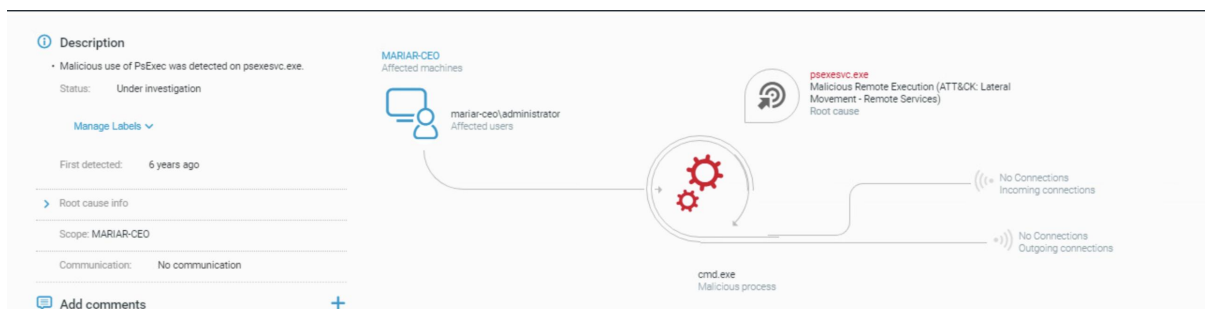 Description
• Malicious use of PsExec was detected on psexesvc.exe.
Status: Under investigation
Manage Labels
First detected: 6 years ago
Root cause info
Scope: MARIAR-CEO
Communication: No communication
Add comments
MARIAR-CEO
Affected machines
mariar-ceo\administrator
Affected users
psexesvc.exe
Malicious Remote Execution (ATT&CK: Lateral
Movement - Remote Services)
Root cause
cmd.exe
Malicious process
No Connections
Incoming connections
No Connections
Outgoing connections